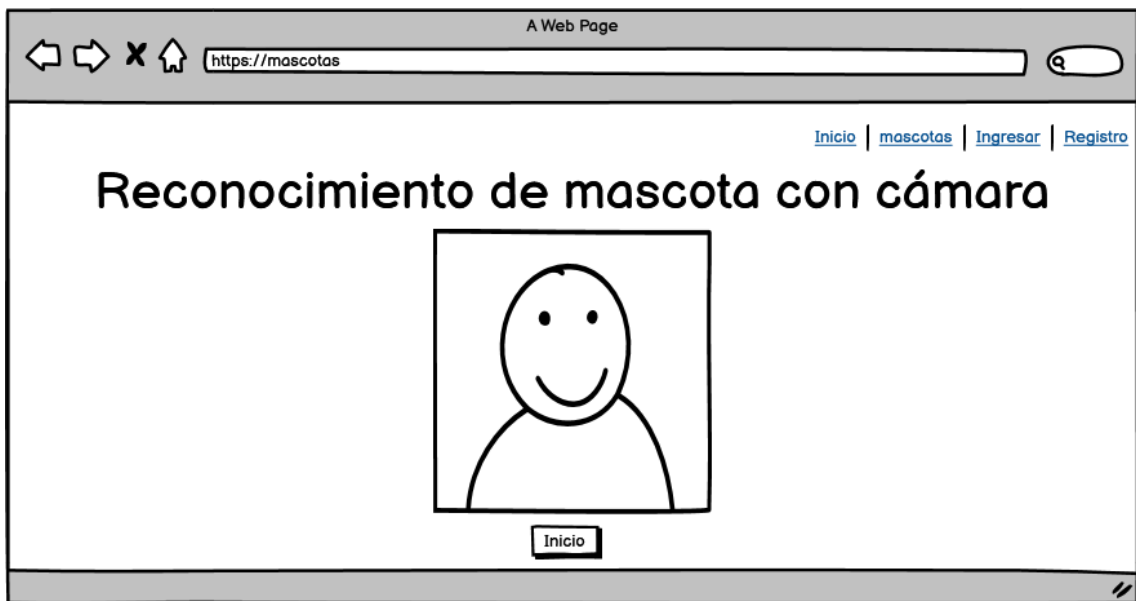 A Web Page
https://mascotas
Inicio | mascotas | Ingresar | Registro
Reconocimiento de mascota con cámara
Inicio